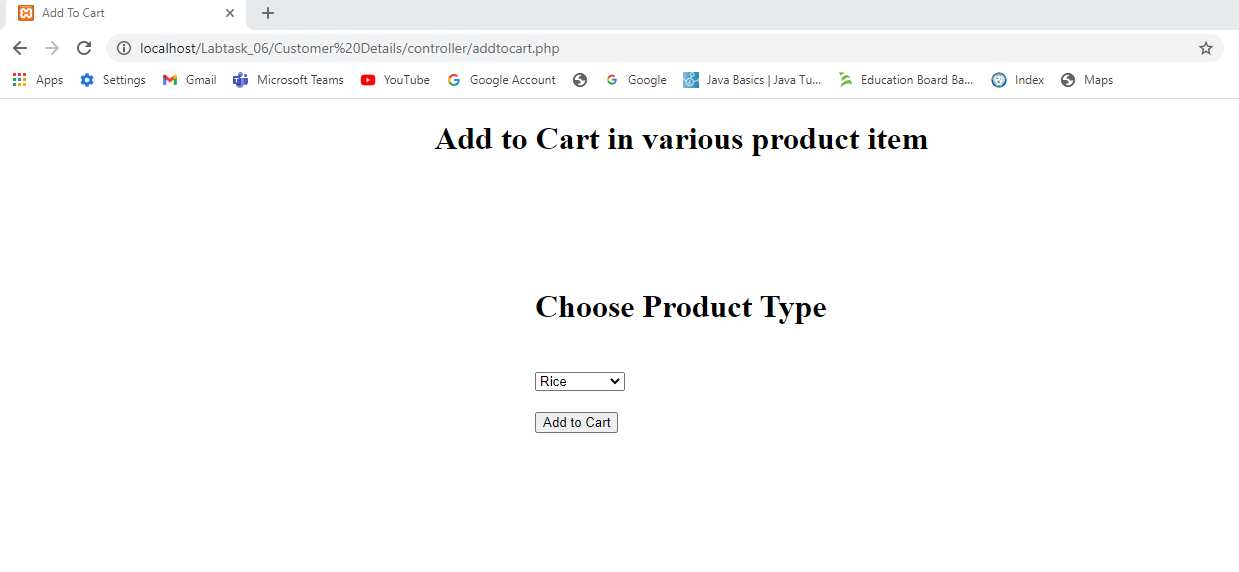 Add To Cart
localhost/Labtask_06/Customer%20Details/controller/addtocart.php
Apps Settings Gmail Microsoft Teams YouTube Google Account Google Java Basics | Java Tu... Education Board Ba... Index Maps
Add to Cart in various product item
Choose Product Type
Rice
Add to Cart